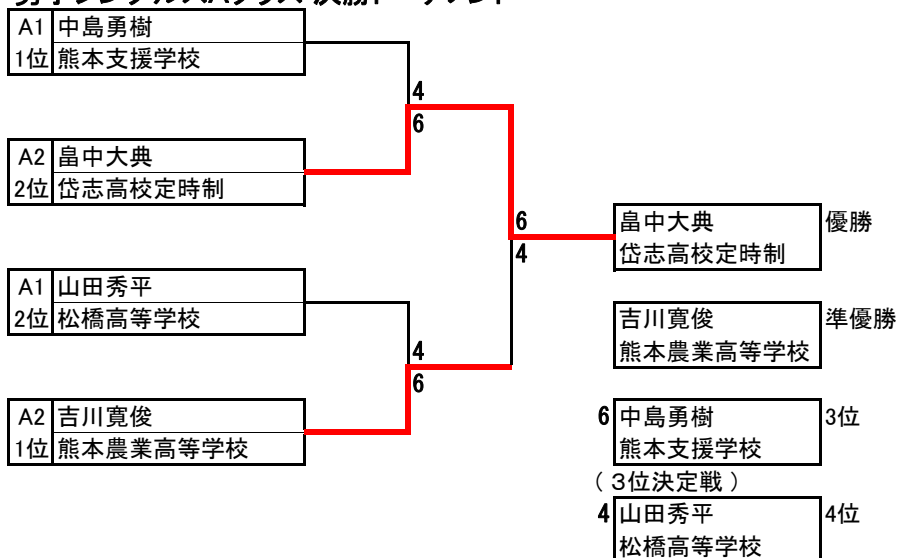 A1 中島勇樹
1位 熊本支援学校
4
6
A2 畠中大典
2位 岱志高校定時制
6
4
畠中大典 優勝
岱志高校定時制
A1 山田秀平
2位 松橋高等学校
吉川寛俊 準優勝
熊本農業高等学校
4
6
A2 吉川寛俊
1位 熊本農業高等学校
6 中島勇樹 3位
熊本支援学校
（3位決定戦）
4 山田秀平 4位
松橋高等学校